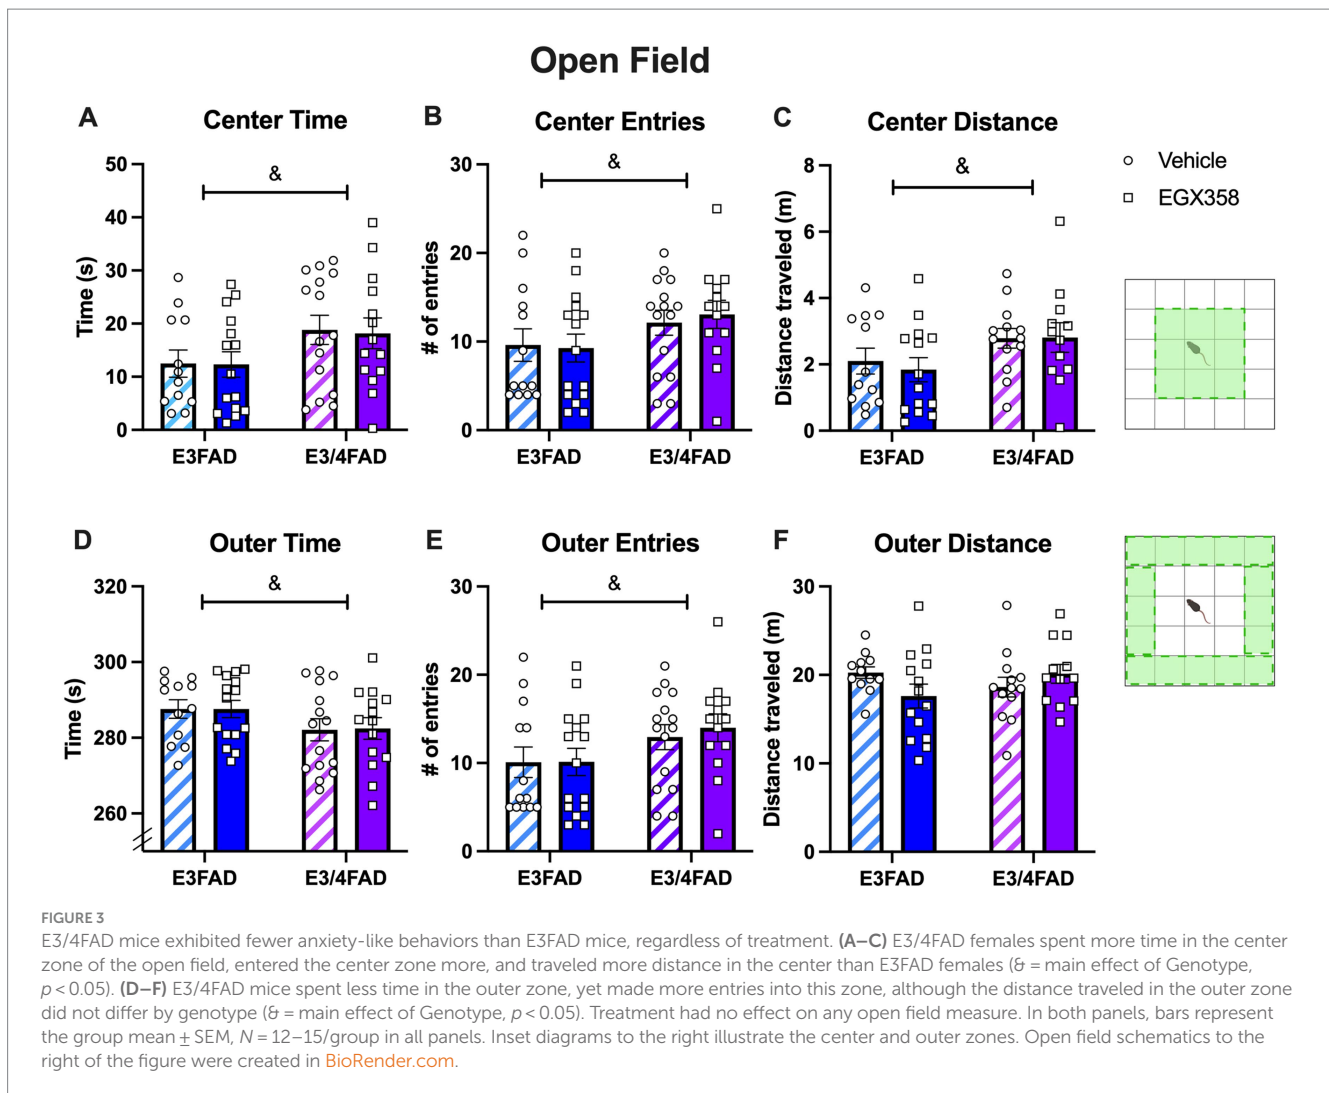 Open Field
A
Center Time
Time (s)
50
40
30
20
10
0
&
E3FAD
E3/4FAD
B
Center Entries
# of entries
30
20
10
0
&
E3FAD
E3/4FAD
C
Center Distance
Distance traveled (m)
8
6
4
2
0
&
E3FAD
E3/4FAD
Vehicle
EGX358
D
Outer Time
Time (s)
320
300
280
260
&
E3FAD
E3/4FAD
E
Outer Entries
# of entries
30
20
10
0
&
E3FAD
E3/4FAD
F
Outer Distance
Distance traveled (m)
30
20
10
0
E3FAD
E3/4FAD
FIGURE 3
E3/4FAD mice exhibited fewer anxiety-like behaviors than E3FAD mice, regardless of treatment. (A–C) E3/4FAD females spent more time in the center
zone of the open field, entered the center zone more, and traveled more distance in the center than E3FAD females (& = main effect of Genotype,
p < 0.05). (D–F) E3/4FAD mice spent less time in the outer zone, yet made more entries into this zone, although the distance traveled in the outer zone
did not differ by genotype (& = main effect of Genotype, p < 0.05). Treatment had no effect on any open field measure. In both panels, bars represent
the group mean ± SEM, N = 12–15/group in all panels. Inset diagrams to the right illustrate the center and outer zones. Open field schematics to the
right of the figure were created in BioRender.com.